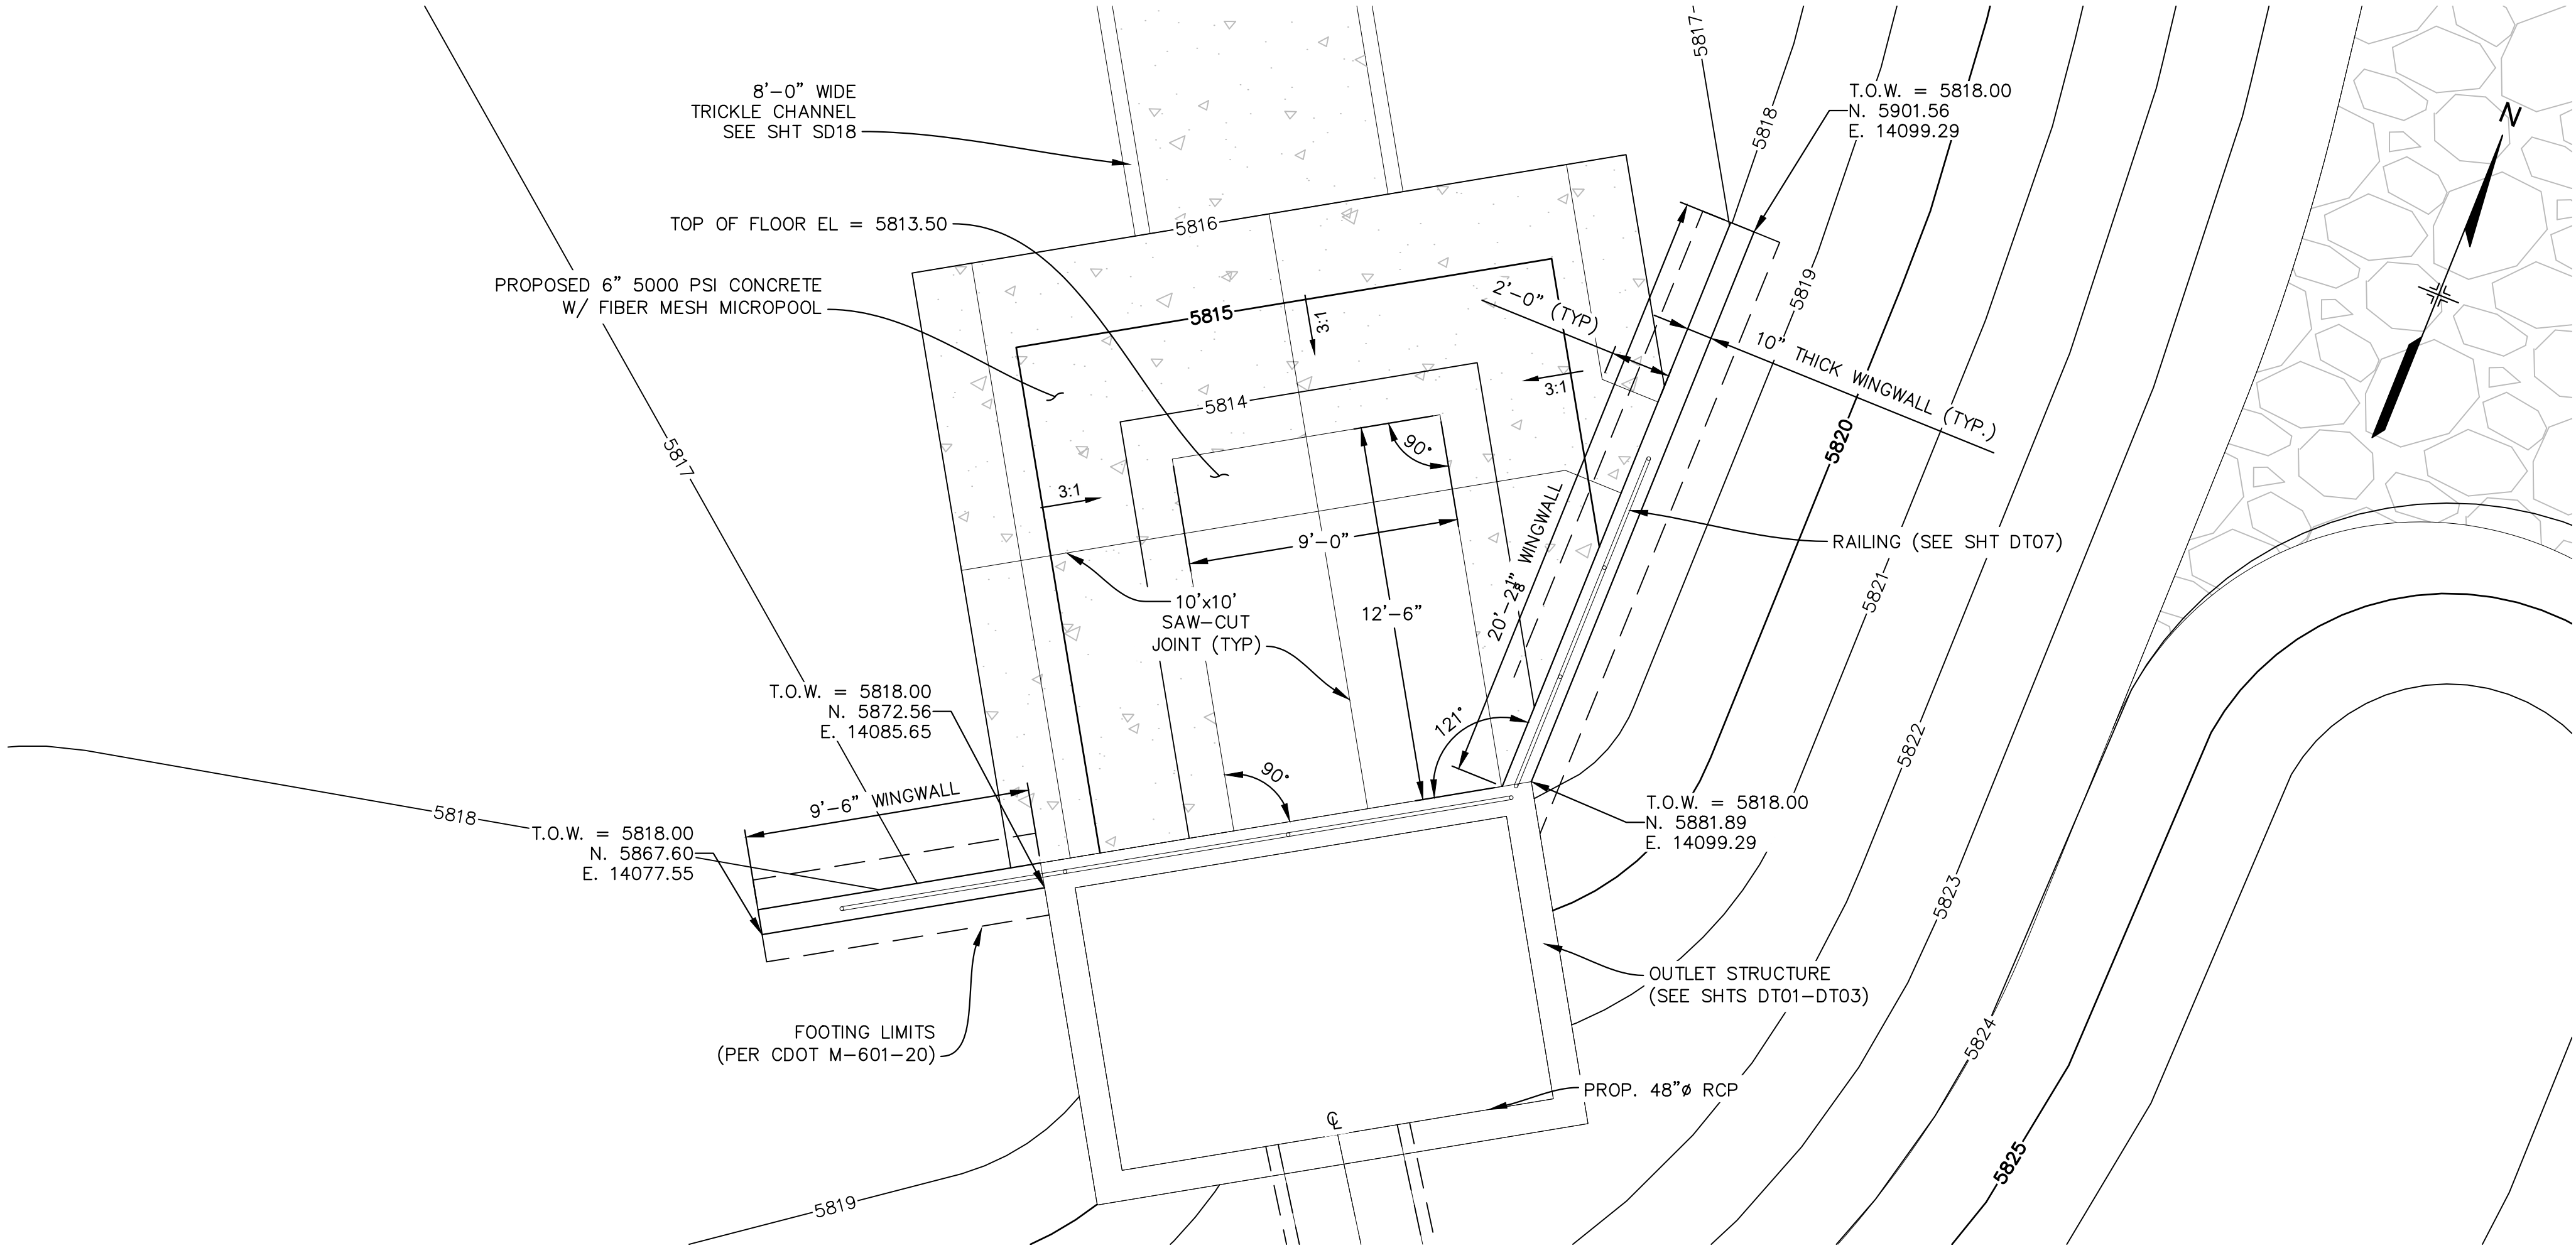 5817
8'-0" WIDE
TRICKLE CHANNEL
SEE SHT SD18
T.O.W. = 5818.00
N. 5901.56
E. 14099.29
N
5818
TOP OF FLOOR EL = 5813.50
5816
PROPOSED 6" 5000 PSI CONCRETE
W/ FIBER MESH MICROPOOL
5815
3:1
2'-0" (TYP)
5819
10" THICK WINGWALL (TYP.)
5814
3:1
5820
90°
5817
3:1
9'-0"
RAILING (SEE SHT DT07)
20'-2⅛" WINGWALL
5821
10'x10'
SAW-CUT
JOINT (TYP)
12'-6"
T.O.W. = 5818.00
N. 5872.56
E. 14085.65
121°
5822
90°
9'-6" WINGWALL
5818
T.O.W. = 5818.00
N. 5867.60
E. 14077.55
T.O.W. = 5818.00
N. 5881.89
E. 14099.29
5823
OUTLET STRUCTURE
(SEE SHTS DT01-DT03)
FOOTING LIMITS
(PER CDOT M-601-20)
5824
PROP. 48"ø RCP
℄
5825
5819